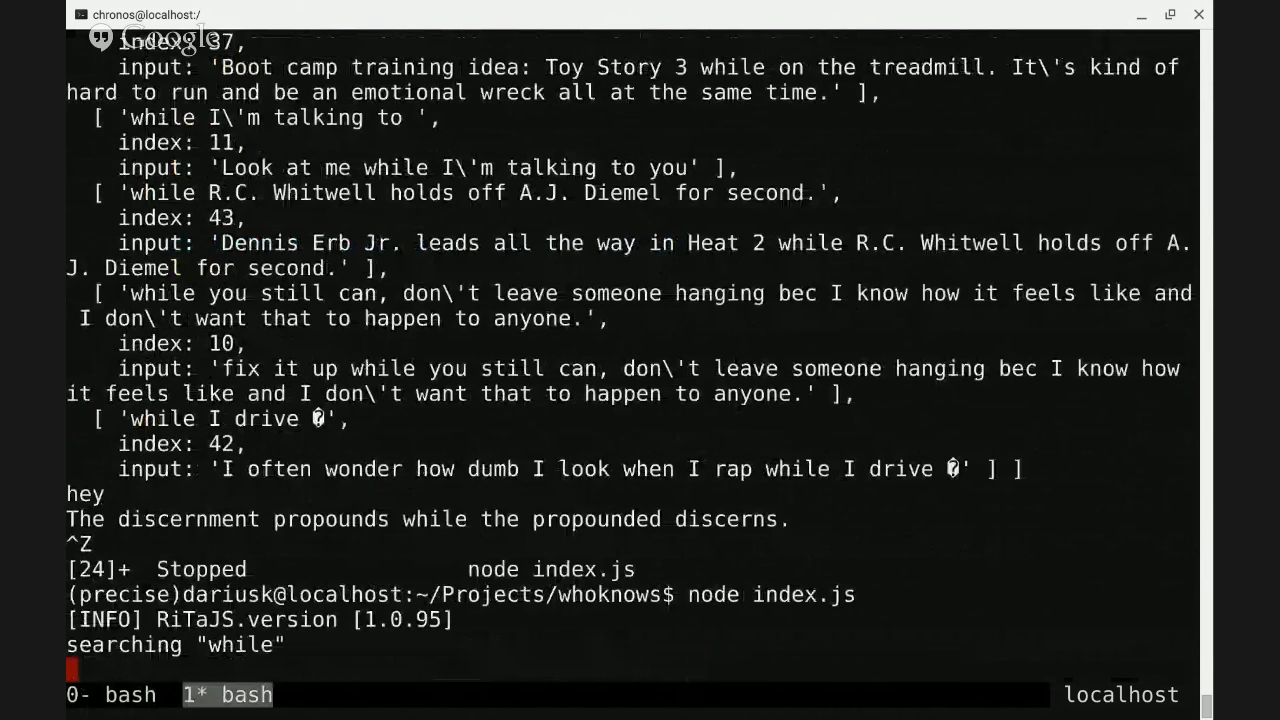 chronos@localhost:/
Google
index: 37,
input: 'Boot camp training idea: Toy Story 3 while on the treadmill. It\'s kind of
hard to run and be an emotional wreck all at the same time.' ],
[ 'while I\'m talking to ',
index: 11,
input: 'Look at me while I\'m talking to you' ],
[ 'while R.C. Whitwell holds off A.J. Diemel for second.',
index: 43,
input: 'Dennis Erb Jr. leads all the way in Heat 2 while R.C. Whitwell holds off A.
J. Diemel for second.' ],
[ 'while you still can, don\'t leave someone hanging bec I know how it feels like and
I don\'t want that to happen to anyone.',
index: 10,
input: 'fix it up while you still can, don\'t leave someone hanging bec I know how
it feels like and I don\'t want that to happen to anyone.' ],
[ 'while I drive �',
index: 42,
input: 'I often wonder how dumb I look when I rap while I drive �' ] ]
hey
The discernment propounds while the propounded discerns.
^Z
[24]+  Stopped                 node index.js
(precise)dariusk@localhost:~/Projects/whoknows$ node index.js
[INFO] RiTaJS.version [1.0.95]
searching "while"
0- bash  1* bash
localhost